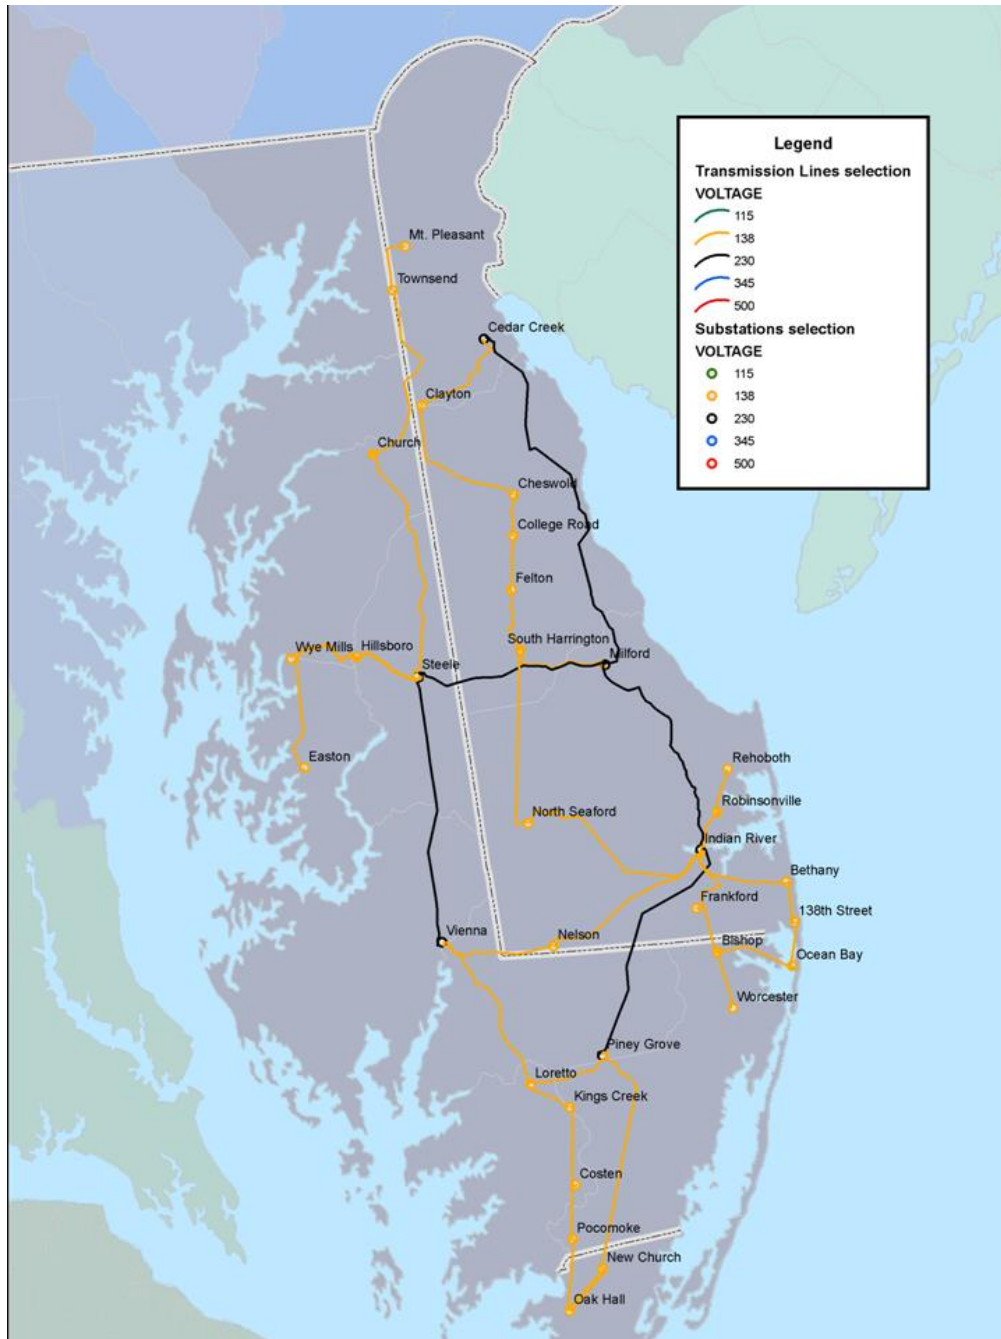 Legend
Transmission Lines selection
VOLTAGE
115
138
230
345
500
Substations selection
VOLTAGE
115
138
230
345
500
Mt. Pleasant
Townsend
Cedar Creek
Clayton
Church
Cheswold
College Road
Felton
South Harrington
Wye Mills
Hillsboro
Steele
Milford
Easton
Rehoboth
Robinsonville
North Seaford
Indian River
Bethany
Frankford
138th Street
Vienna
Nelson
Bishop
Ocean Bay
Worcester
Piney Grove
Loretto
Kings Creek
Costen
Pocomoke
New Church
Oak Hall